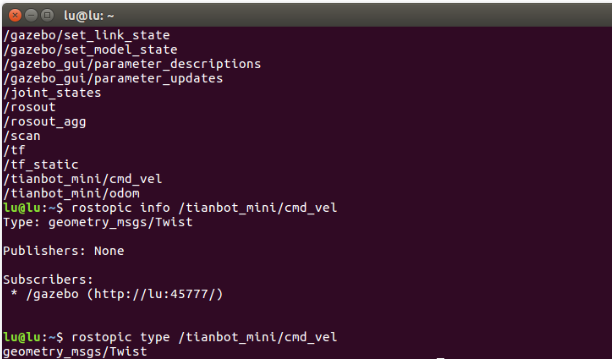 lu@lu: ~
/gazebo/set_link_state
/gazebo/set_model_state
/gazebo_gui/parameter_descriptions
/gazebo_gui/parameter_updates
/joint_states
/rosout
/rosout_agg
/scan
/tf
/tf_static
/tianbot_mini/cmd_vel
/tianbot_mini/odom
lu@lu:~$ rostopic info /tianbot_mini/cmd_vel
Type: geometry_msgs/Twist
Publishers: None
Subscribers:
 * /gazebo (http://lu:45777/)
lu@lu:~$ rostopic type /tianbot_mini/cmd_vel
geometry_msgs/Twist